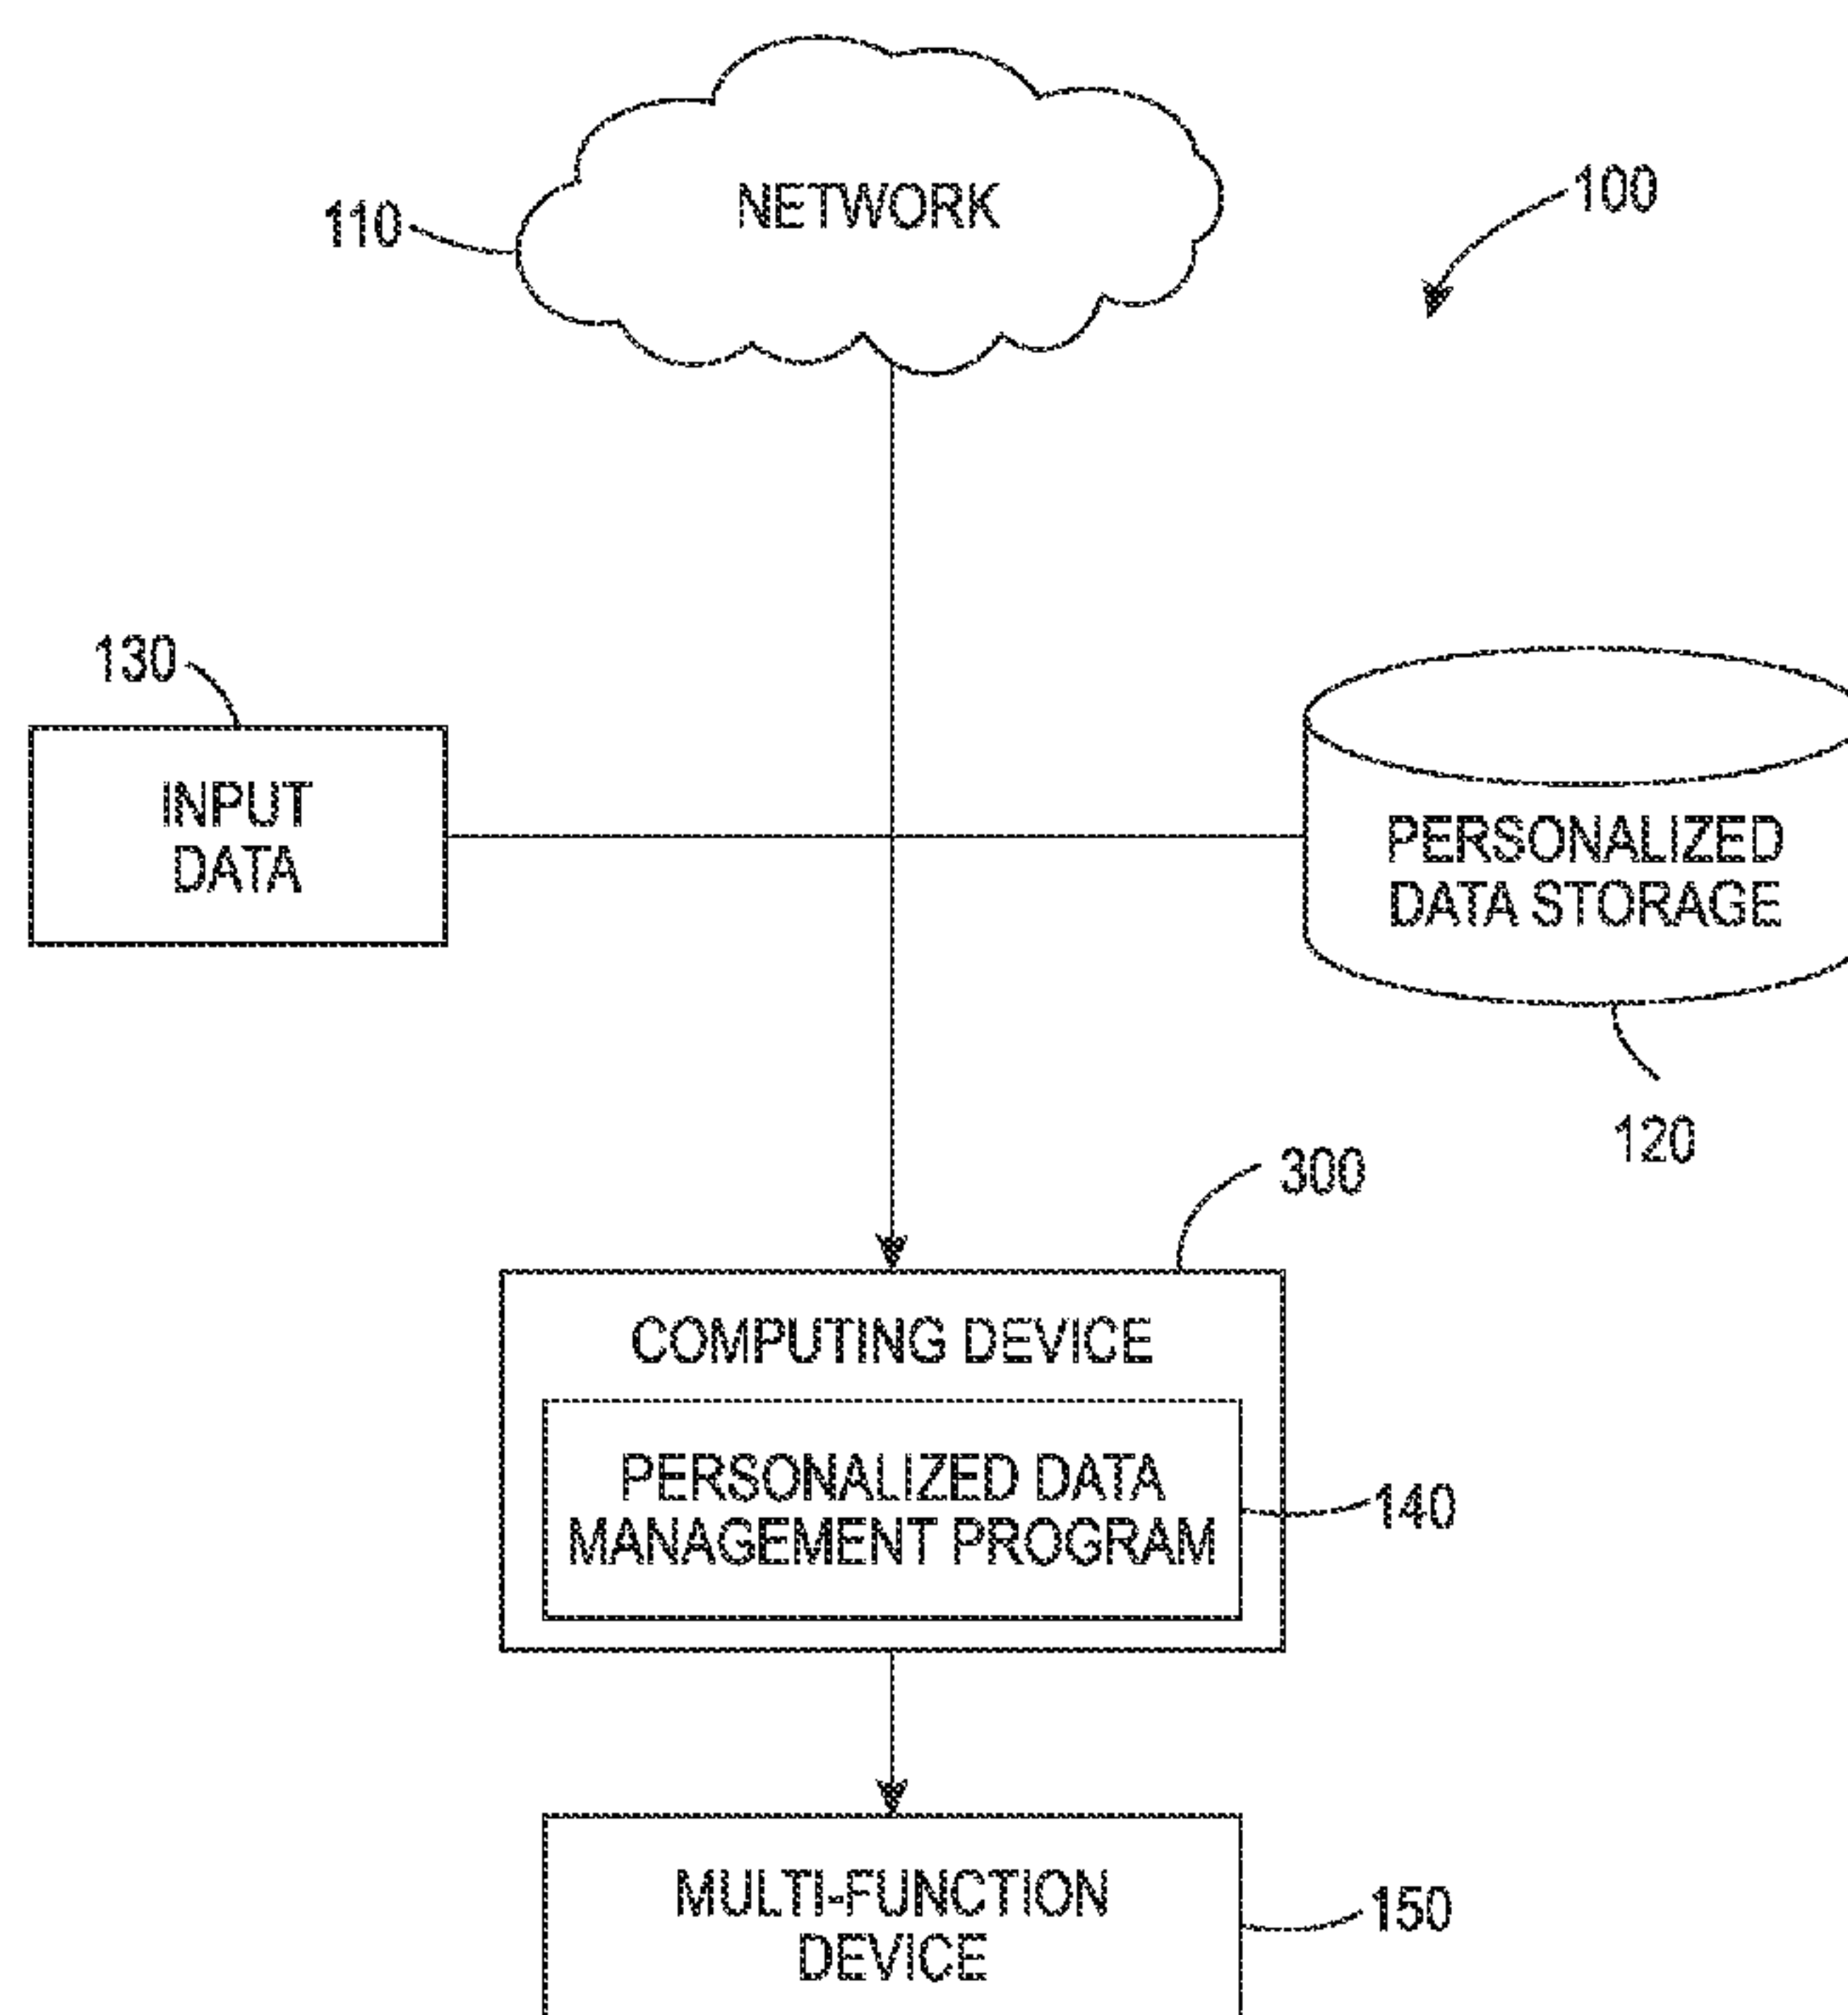 NETWORK
110
100
130
INPUT
DATA
PERSONALIZED
DATA STORAGE
120
300
COMPUTING DEVICE
PERSONALIZED DATA
MANAGEMENT PROGRAM
140
MULTI-FUNCTION
DEVICE
150